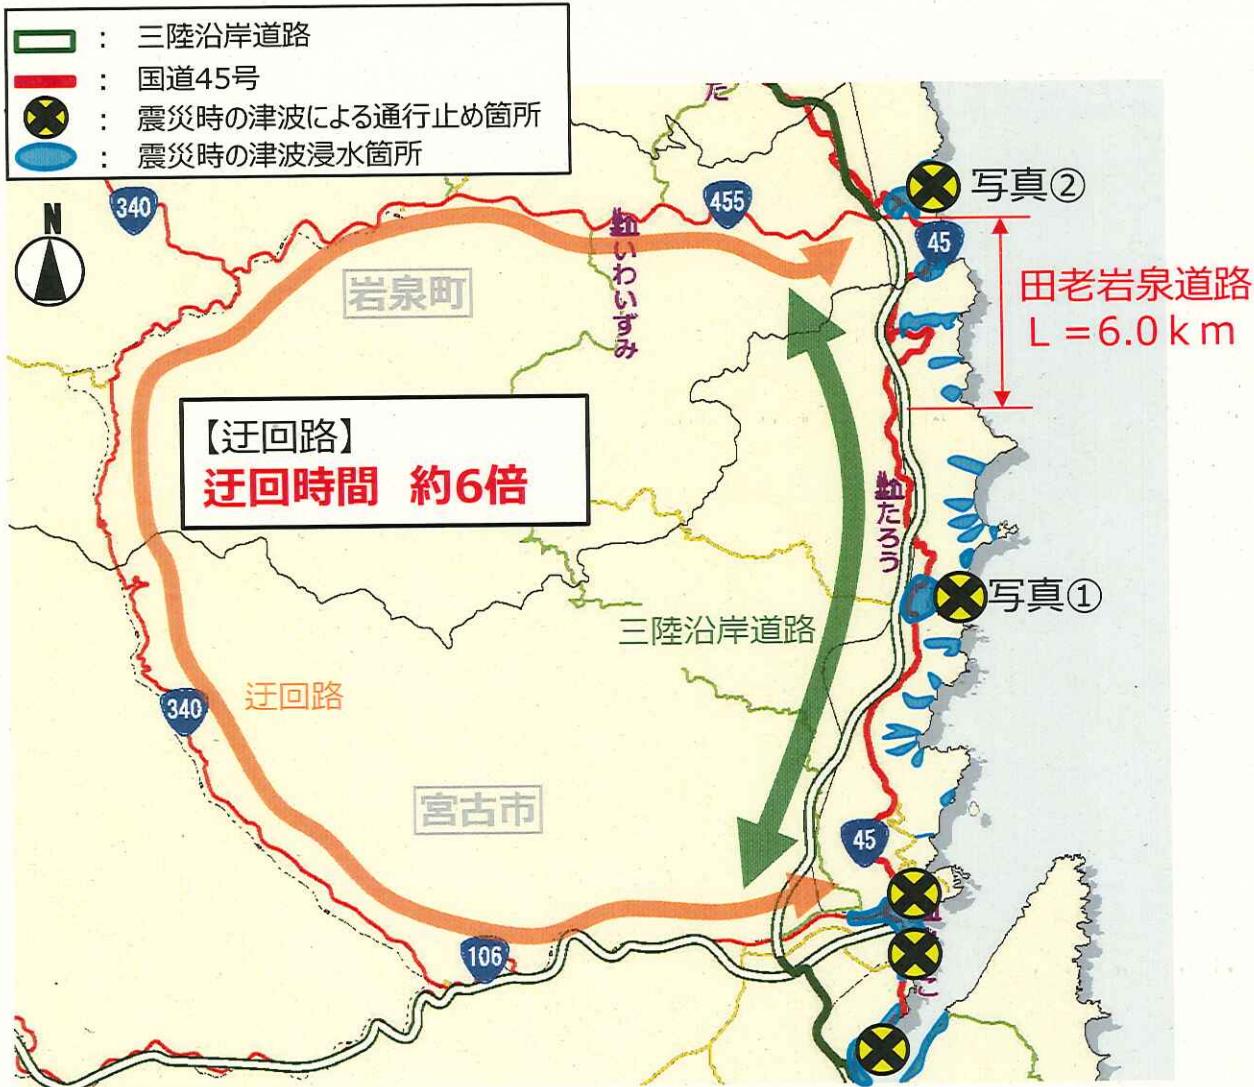 ： 三陸沿岸道路
： 国道45号
： 震災時の津波による通行止め箇所
： 震災時の津波浸水箇所
N
た
340
455
写真②
45
いわいずみ
岩泉町
田老岩泉道路
L＝6.0km
【迂回路】
迂回時間 約6倍
たろう
写真①
三陸沿岸道路
迂回路
340
宮古市
45
106
こ